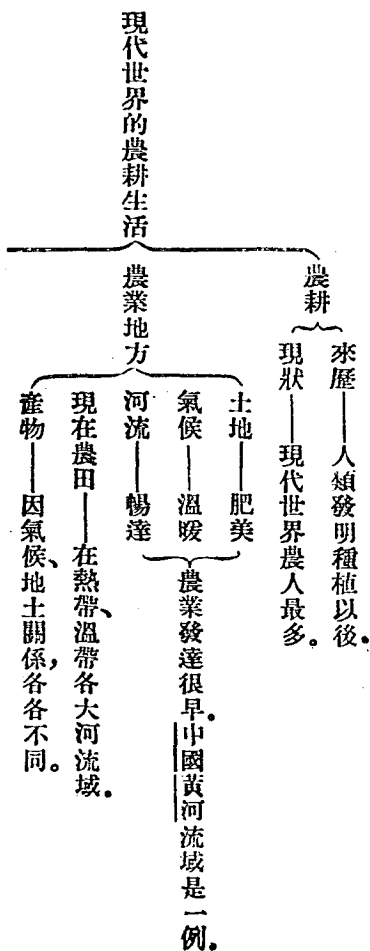 現代世界的農耕生活
農耕
來歷——人類發明種植以後。
現狀——現代世界農人最多。
農業地方
土地——肥美
氣候——溫暖
河流——暢達
農業發達很早。中國黃河流域是一例。
現在農田——在熱帶、溫帶各大河流域。
產物——因氣候、地土關係，各各不同。